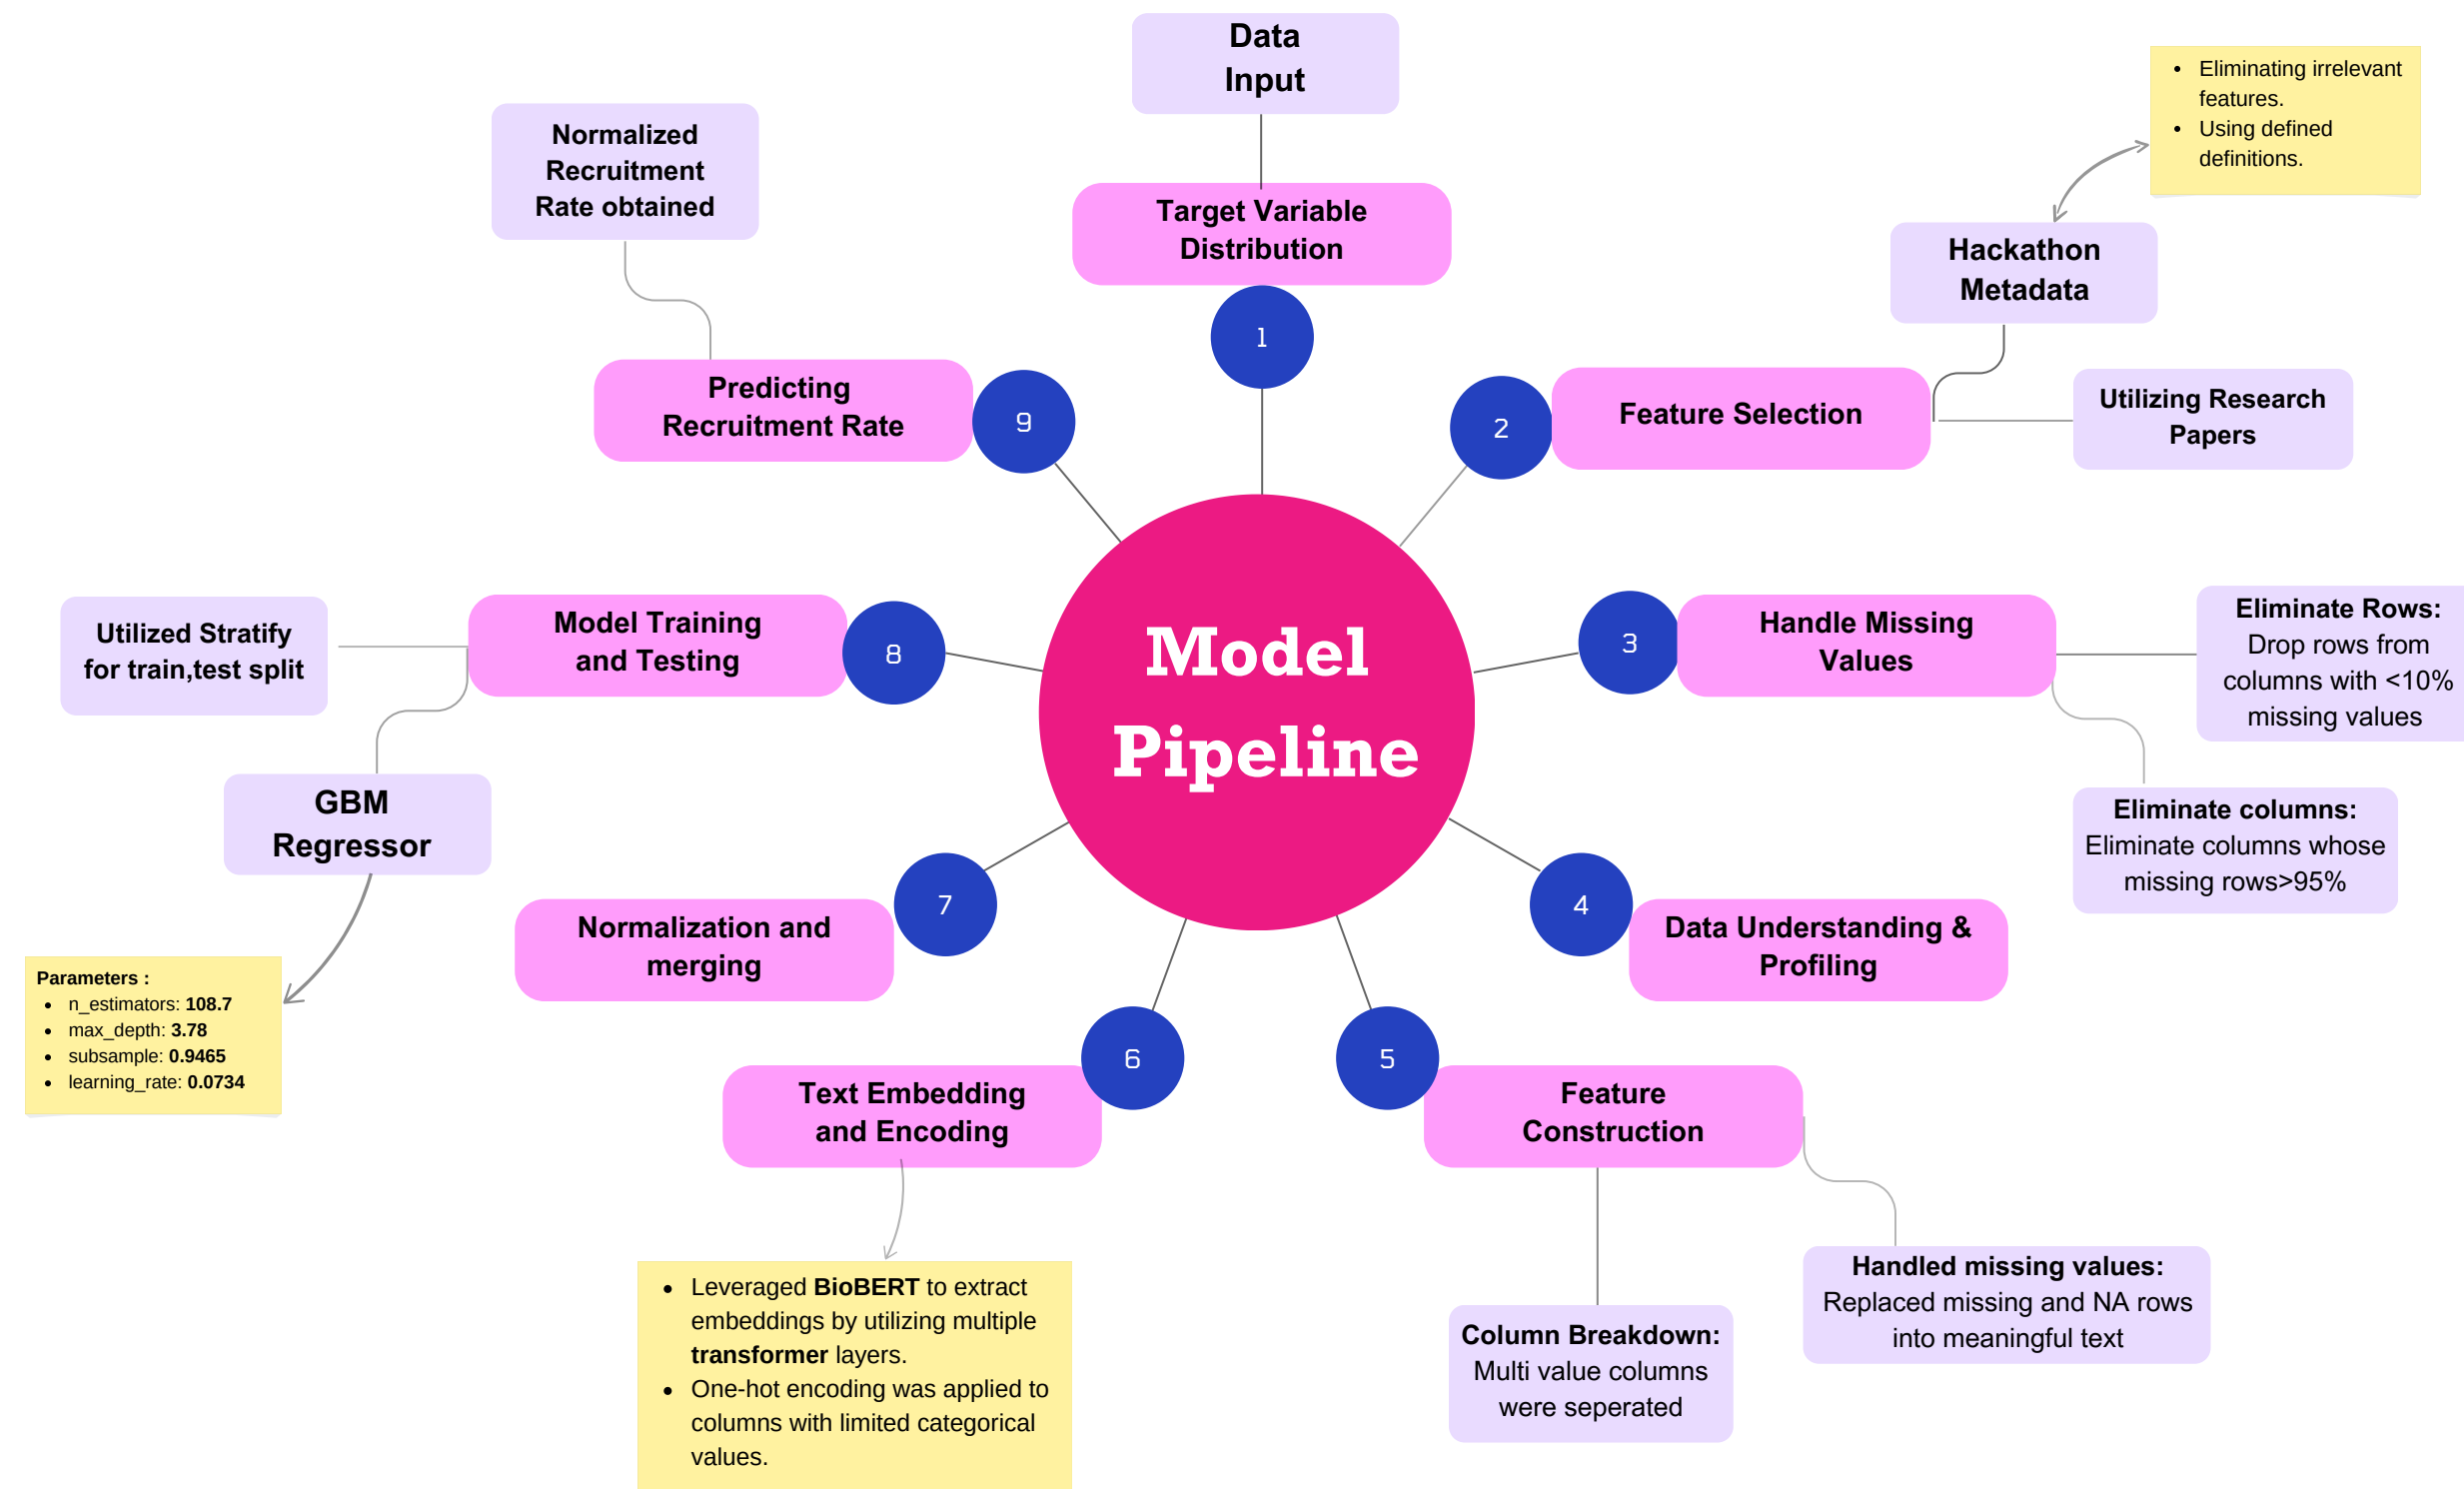 Data
Input
Target Variable
Distribution
1
Eliminating irrelevant
features.
Using defined
definitions.
Hackathon
Metadata
2
Feature Selection
Utilizing Research
Papers
3
Handle Missing
Values
Eliminate Rows:
Drop rows from
columns with <10%
missing values
Eliminate columns:
Eliminate columns whose
missing rows>95%
4
Data Understanding &
Profiling
5
Feature
Construction
Handled missing values:
Replaced missing and NA rows
into meaningful text
Column Breakdown:
Multi value columns
were seperated
6
Text Embedding
and Encoding
• Leveraged BioBERT to extract
embeddings by utilizing multiple
transformer layers.
• One-hot encoding was applied to
columns with limited categorical
values.
7
Normalization and
merging
8
Model Training
and Testing
Utilized Stratify
for train,test split
GBM
Regressor
Parameters :
• n_estimators: 108.7
• max_depth: 3.78
• subsample: 0.9465
• learning_rate: 0.0734
9
Predicting
Recruitment Rate
Normalized
Recruitment
Rate obtained
Model
Pipeline